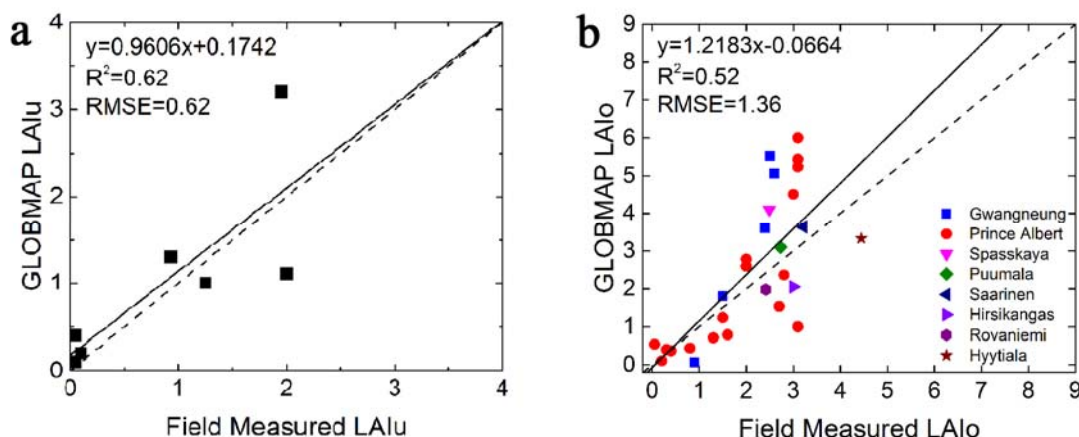 a
y=0.9606x+0.1742
R²=0.62
RMSE=0.62
4
3
2
1
0
0 1 2 3 4
GLOBMAP LAIu
Field Measured LAIu
b
y=1.2183x-0.0664
R²=0.52
RMSE=1.36
9
8
7
6
5
4
3
2
1
0
0 1 2 3 4 5 6 7 8 9
GLOBMAP LAIo
Field Measured LAIo
Gwangneung
Prince Albert
Spasskaya
Puumala
Saarinen
Hirsikangas
Rovaniemi
Hyytiala